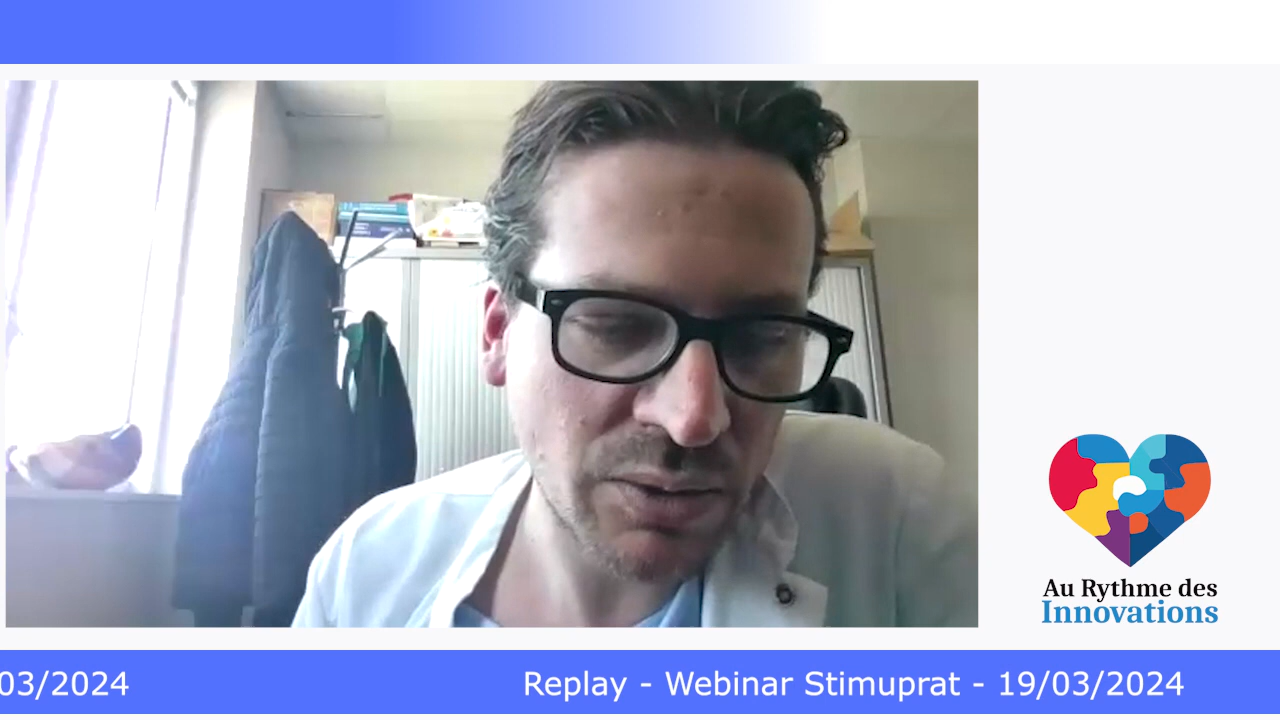 Au Rythme des
Innovations
03/2024 Replay - Webinar Stimuprat - 19/03/2024